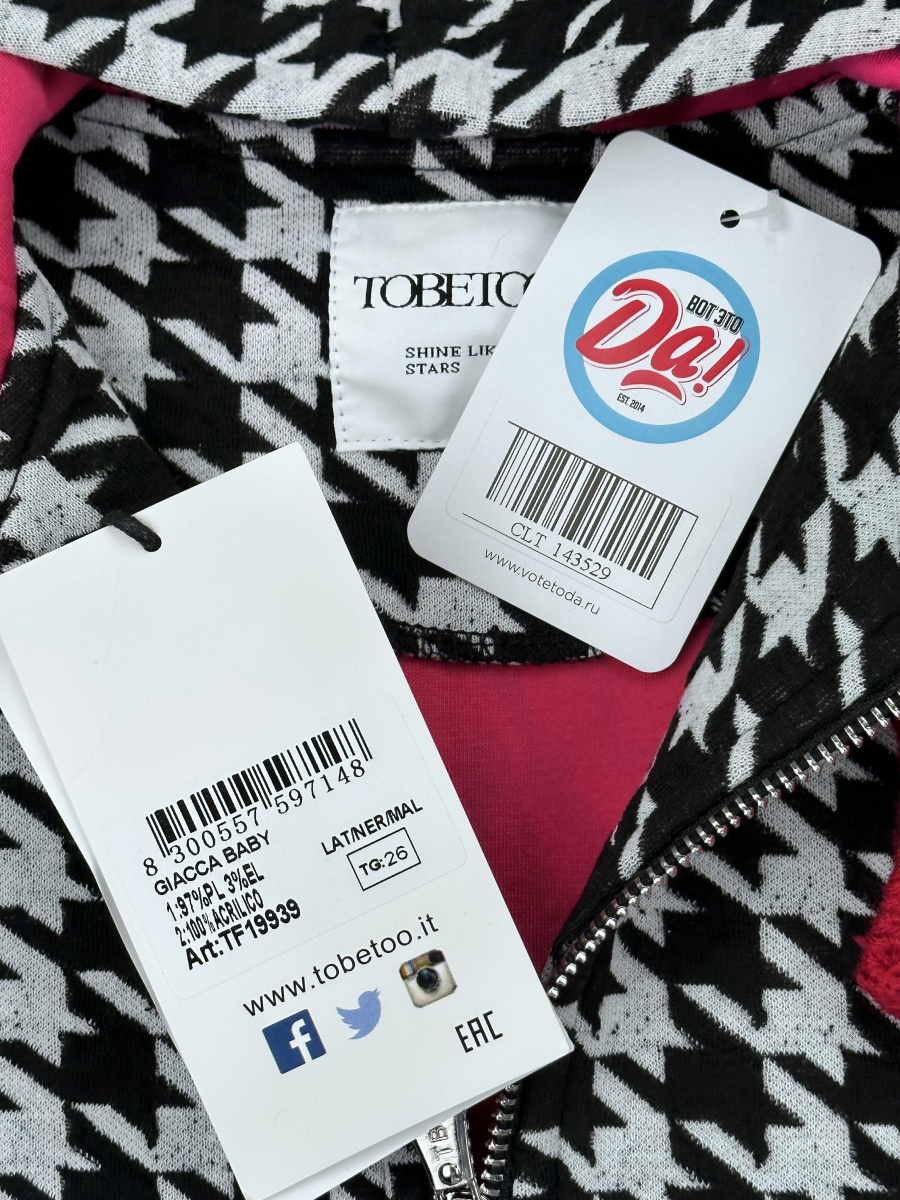 TOBETO
SHINE LIK
STARS
ВОТ ЭТО
Да!
EST. 2014
CLT 143529
www.votetoda.ru
8 300557 597148
GIACCA BABY
1:97%PL 3%EL
2:100%ACRILICO
Art:TF19939
LAT/NER/MAL
TG:26
www.tobetoo.it
f
EAC